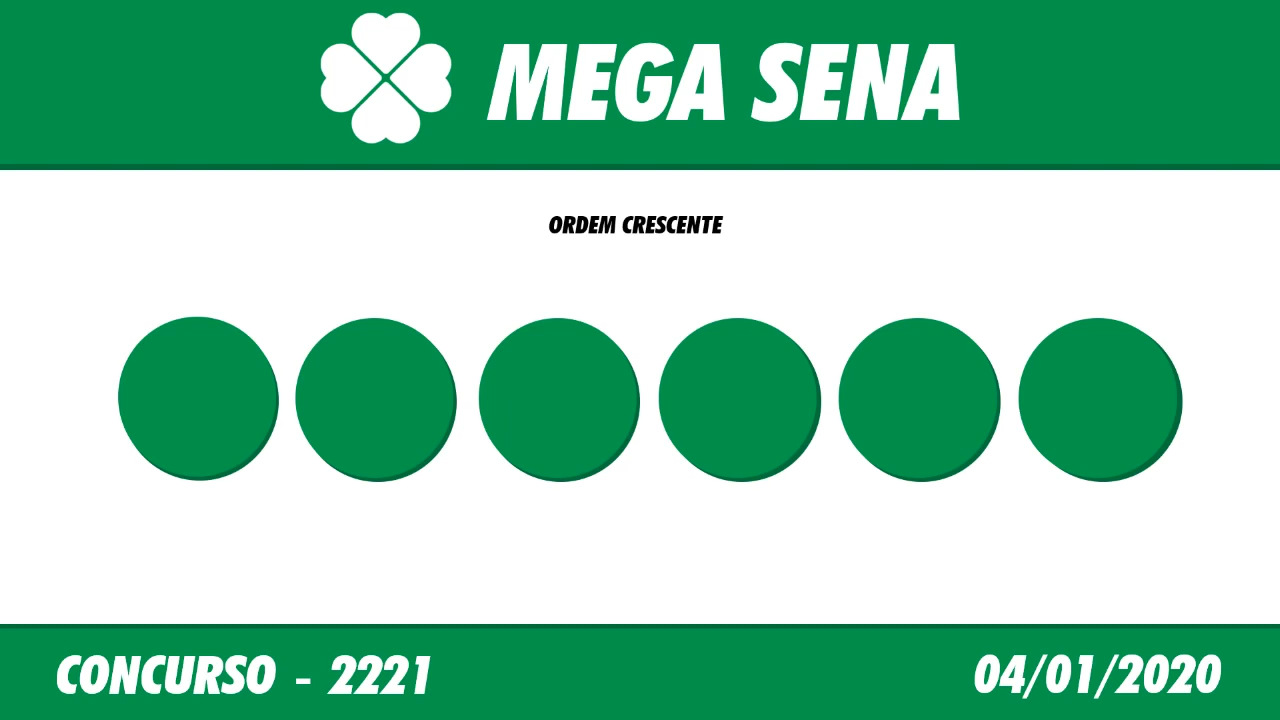 MEGA SENA
ORDEM CRESCENTE
CONCURSO - 2221
04/01/2020